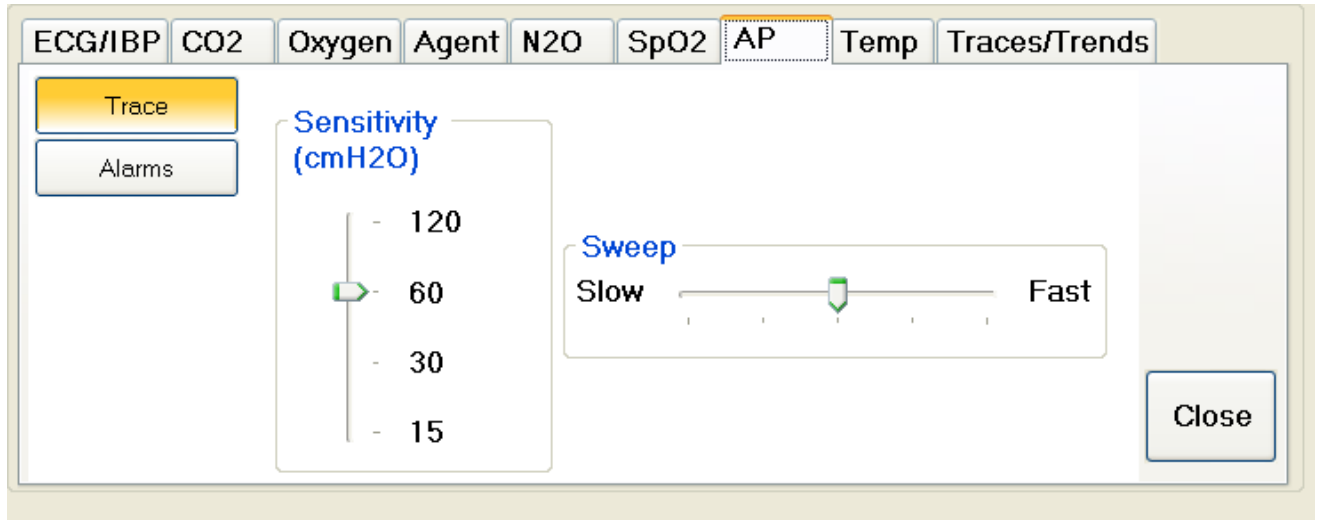 ECG/IBP CO2 Oxygen Agent N2O SpO2 AP Temp Traces/Trends
Trace
Alarms
Sensitivity
(cmH2O)
120
60
30
15
Sweep
Slow Fast
Close